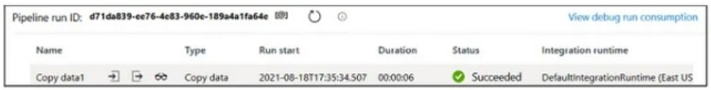 Pipeline run ID: d71da839-ee76-4e83-960e-189a4a1fa64e View debug run consumption
Name Type Run start Duration Status Integration runtime
Copy data1 Copy data 2021-08-18T17:35:34.507 00:00:06 Succeeded DefaultIntegrationRuntime (East US